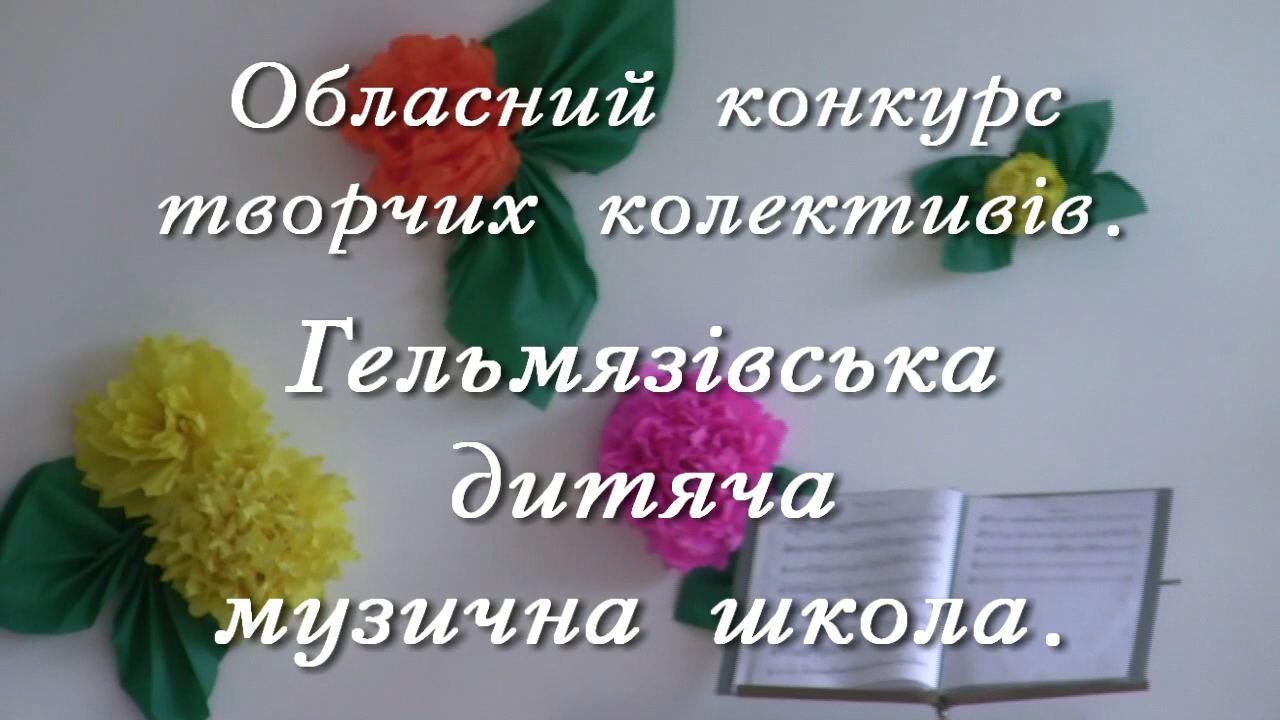 Обласний конкурс
творчих колективів.
Гельмязівська
дитяча
музична школа.